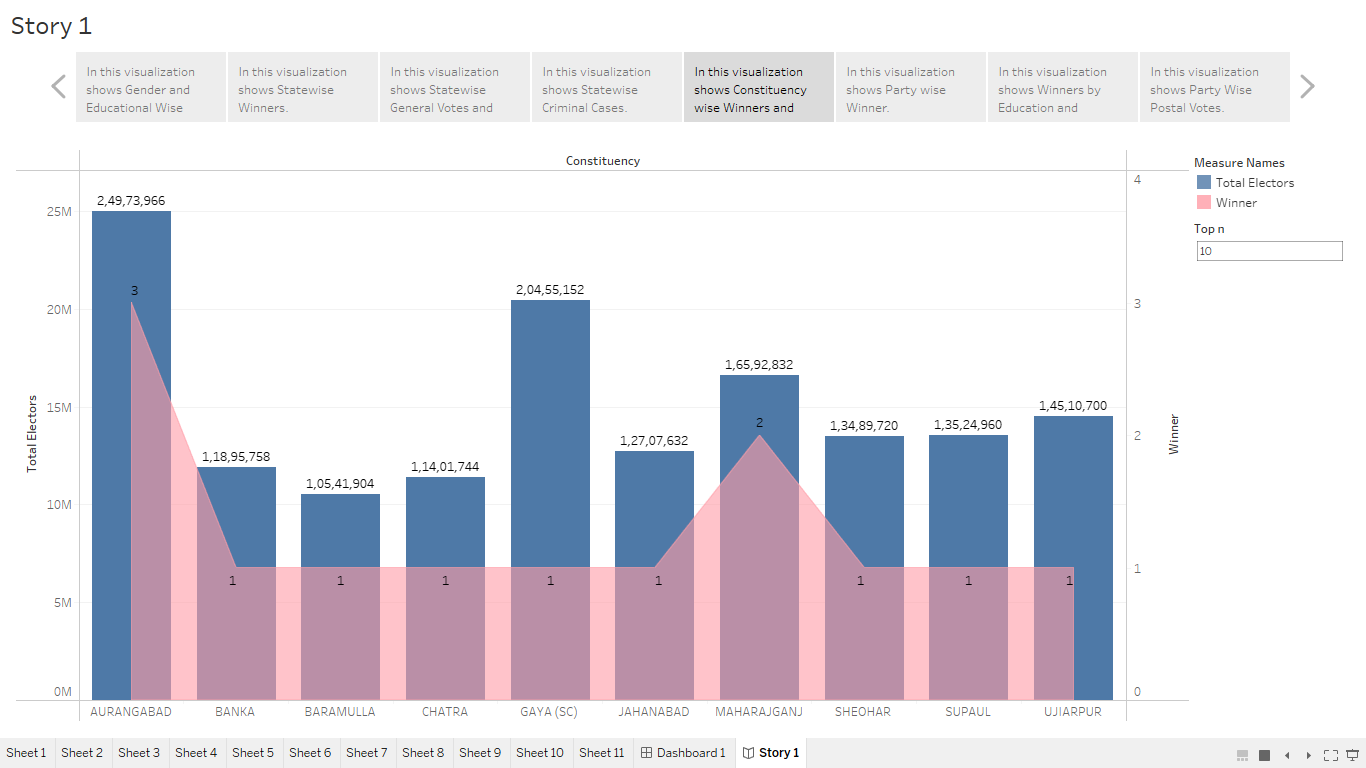 Story 1
In this visualization
shows Gender and
Educational Wise
In this visualization
shows Statewise
Winners.
In this visualization
shows Statewise
General Votes and
In this visualization
shows Statewise
Criminal Cases.
In this visualization
shows Constituency
wise Winners and
In this visualization
shows Party wise
Winner.
In this visualization
shows Winners by
Education and
In this visualization
shows Party Wise
Postal Votes.
Constituency
Total Electors
25M
20M
15M
10M
5M
0M
2,49,73,966
1,18,95,758
1,05,41,904
1,14,01,744
2,04,55,152
1,27,07,632
1,65,92,832
1,34,89,720
1,35,24,960
1,45,10,700
3
1
1
1
1
1
2
1
1
1
4
3
2
1
0
Winner
AURANGABAD
BANKA
BARAMULLA
CHATRA
GAYA (SC)
JAHANABAD
MAHARAJGANJ
SHEOHAR
SUPAUL
UJIARPUR
Measure Names
Total Electors
Winner
Top n
10
Sheet 1
Sheet 2
Sheet 3
Sheet 4
Sheet 5
Sheet 6
Sheet 7
Sheet 8
Sheet 9
Sheet 10
Sheet 11
Dashboard 1
Story 1